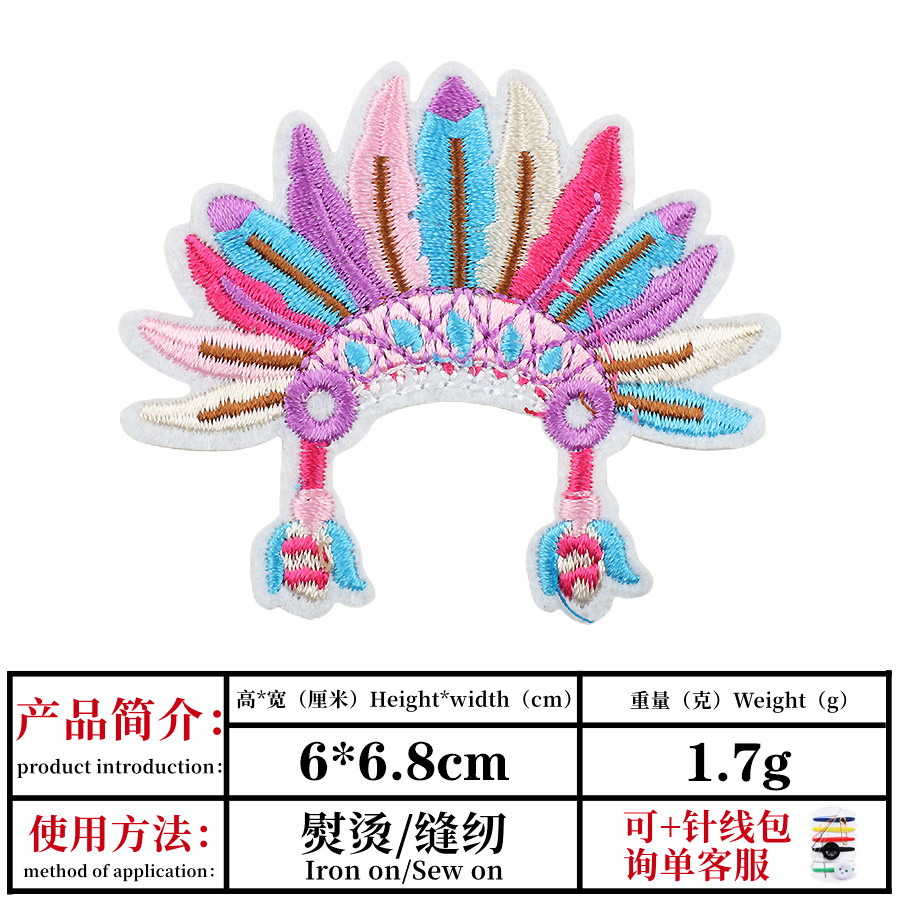 产品简介：
product introduction:
高*宽（厘米）Height*width（cm）
重量（克）Weight（g）
6*6.8cm
1.7g
使用方法：
method of application:
熨烫/缝纫
Iron on/Sew on
可+针线包
询单客服